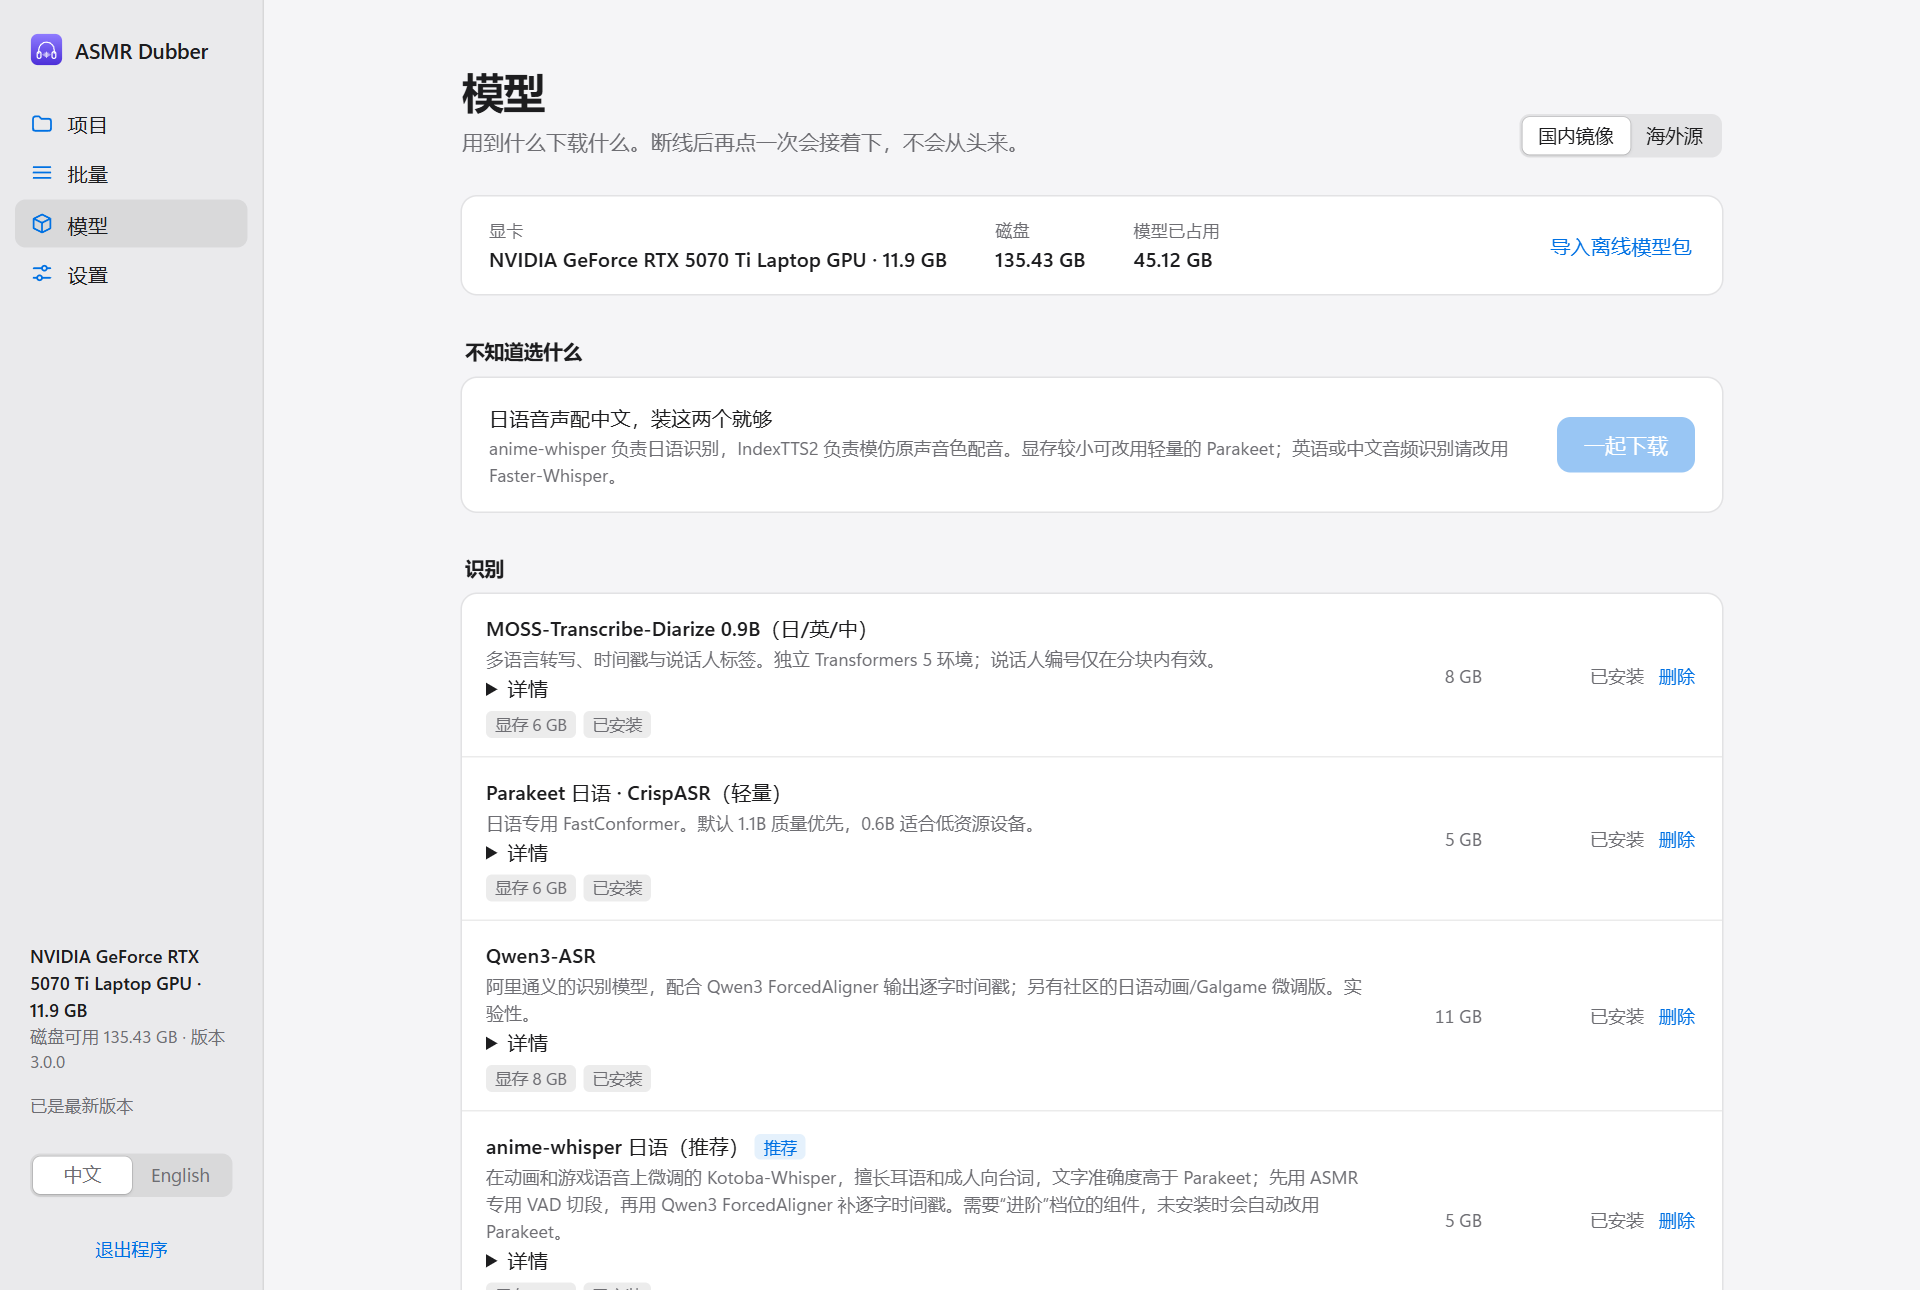 ASMR Dubber
项目
批量
模型
设置
NVIDIA GeForce RTX
5070 Ti Laptop GPU ·
11.9 GB
磁盘可用 135.43 GB · 版本
3.0.0
已是最新版本
中文 English
退出程序
模型
用到什么下载什么。断线后再点一次会接着下，不会从头来。
国内镜像 海外源
显卡 磁盘 模型已占用
NVIDIA GeForce RTX 5070 Ti Laptop GPU · 11.9 GB 135.43 GB 45.12 GB
导入离线模型包
不知道选什么
日语音声配中文，装这两个就够
anime-whisper 负责日语识别，IndexTTS2 负责模仿原声音色配音。显存较小可改用轻量的 Parakeet；英语或中文音频识别请改用
Faster-Whisper。
一起下载
识别
MOSS-Transcribe-Diarize 0.9B（日/英/中）
多语言转写、时间戳与说话人标签。独立 Transformers 5 环境；说话人编号仅在分块内有效。
▶ 详情
显存 6 GB 已安装
8 GB 已安装 删除
Parakeet 日语 · CrispASR（轻量）
日语专用 FastConformer。默认 1.1B 质量优先，0.6B 适合低资源设备。
▶ 详情
显存 6 GB 已安装
5 GB 已安装 删除
Qwen3-ASR
阿里通义的识别模型，配合 Qwen3 ForcedAligner 输出逐字时间戳；另有社区的日语动画/Galgame 微调版。实
验性。
▶ 详情
显存 8 GB 已安装
11 GB 已安装 删除
anime-whisper 日语（推荐） 推荐
在动画和游戏语音上微调的 Kotoba-Whisper，擅长耳语和成人向台词，文字准确度高于 Parakeet；先用 ASMR
专用 VAD 切段，再用 Qwen3 ForcedAligner 补逐字时间戳。需要“进阶”档位的组件，未安装时会自动改用
Parakeet。
▶ 详情
5 GB 已安装 删除